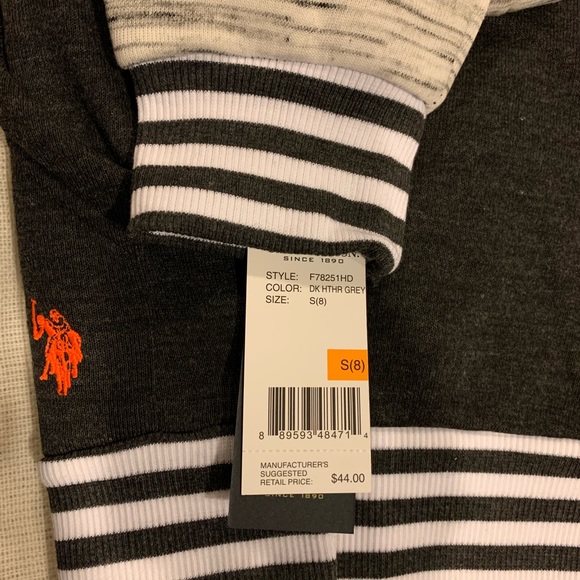 SINCE 1890
STYLE: F78251HD
COLOR: DK HTHR GREY
SIZE: S(8)
S(8)
8 89593 48471 4
MANUFACTURER'S
SUGGESTED
RETAIL PRICE: $44.00
SINCE 1890